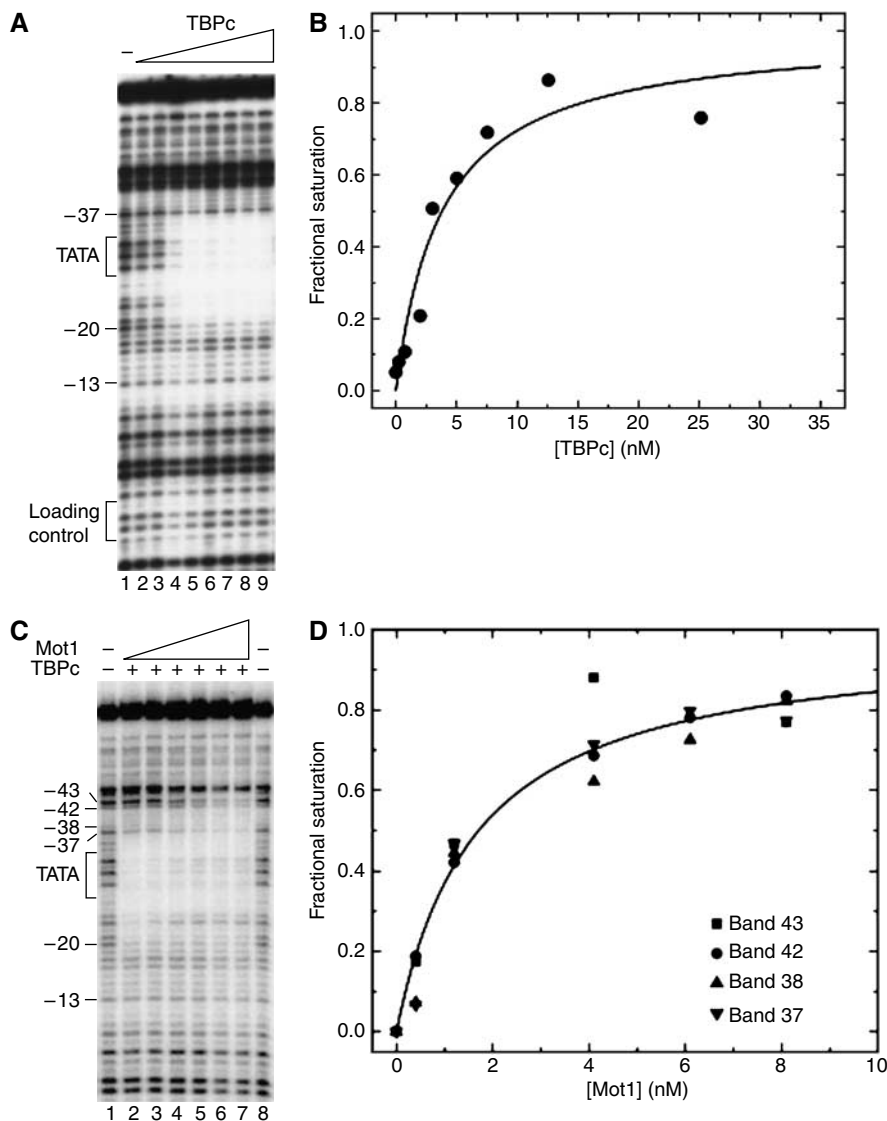 A
TBPc
–
–37
TATA
–20
–13
Loading
control
1 2 3 4 5 6 7 8 9
B
Fractional saturation
1.0
0.8
0.6
0.4
0.2
0.0
0 5 10 15 20 25 30 35
[TBPc] (nM)
C
Mot1 – –
TBPc – + + + + + + –
–43
–42
–38
–37
TATA
–20
–13
1 2 3 4 5 6 7 8
D
Fractional saturation
1.0
0.8
0.6
0.4
0.2
0.0
Band 43
Band 42
Band 38
Band 37
0 2 4 6 8 10
[Mot1] (nM)